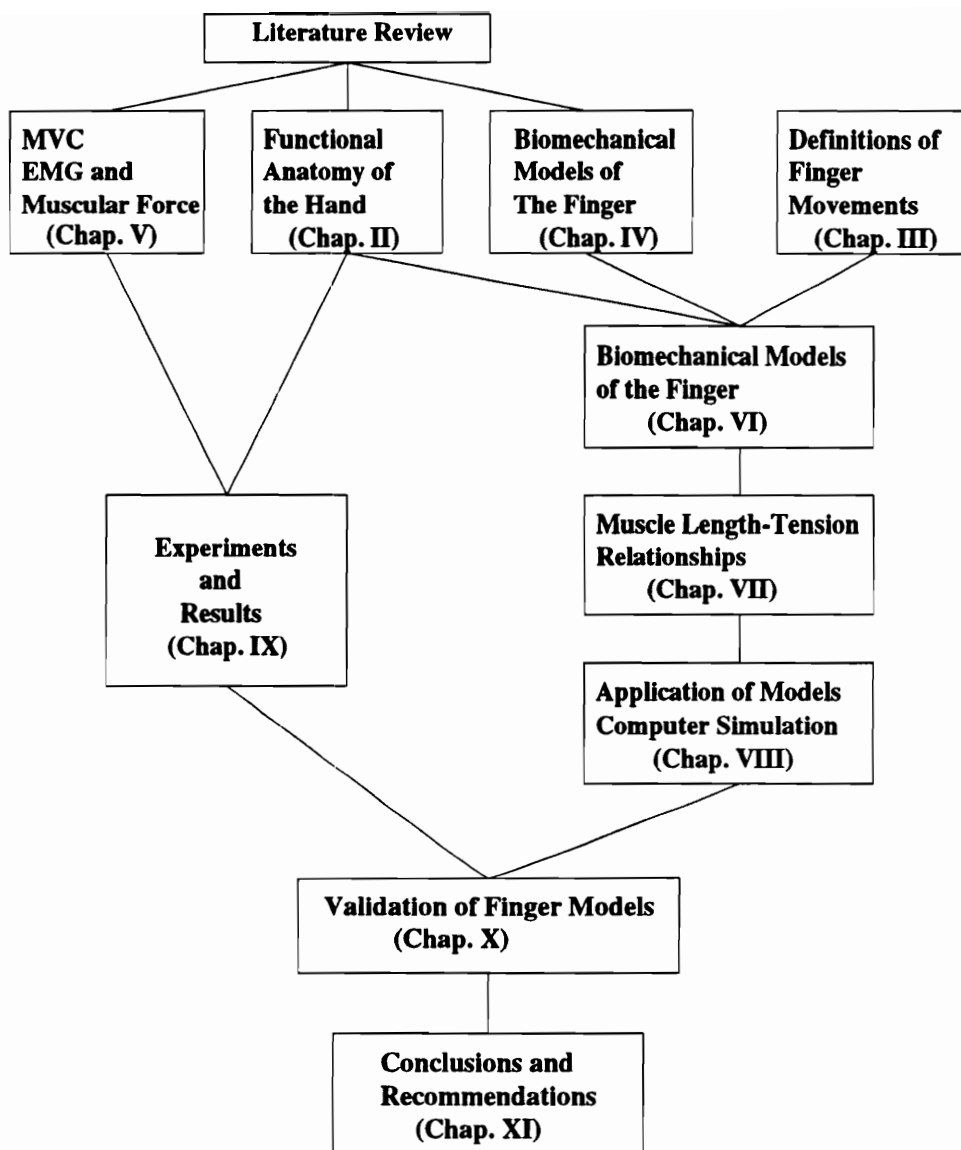 Literature Review
MVC
EMG and
Muscular Force
(Chap. V)
Functional
Anatomy of
the Hand
(Chap. II)
Biomechanical
Models of
The Finger
(Chap. IV)
Definitions of
Finger
Movements
(Chap. III)
Biomechanical Models
of the Finger
(Chap. VI)
Muscle Length-Tension
Relationships
(Chap. VII)
Experiments
and
Results
(Chap. IX)
Application of Models
Computer Simulation
(Chap. VIII)
Validation of Finger Models
(Chap. X)
Conclusions and
Recommendations
(Chap. XI)